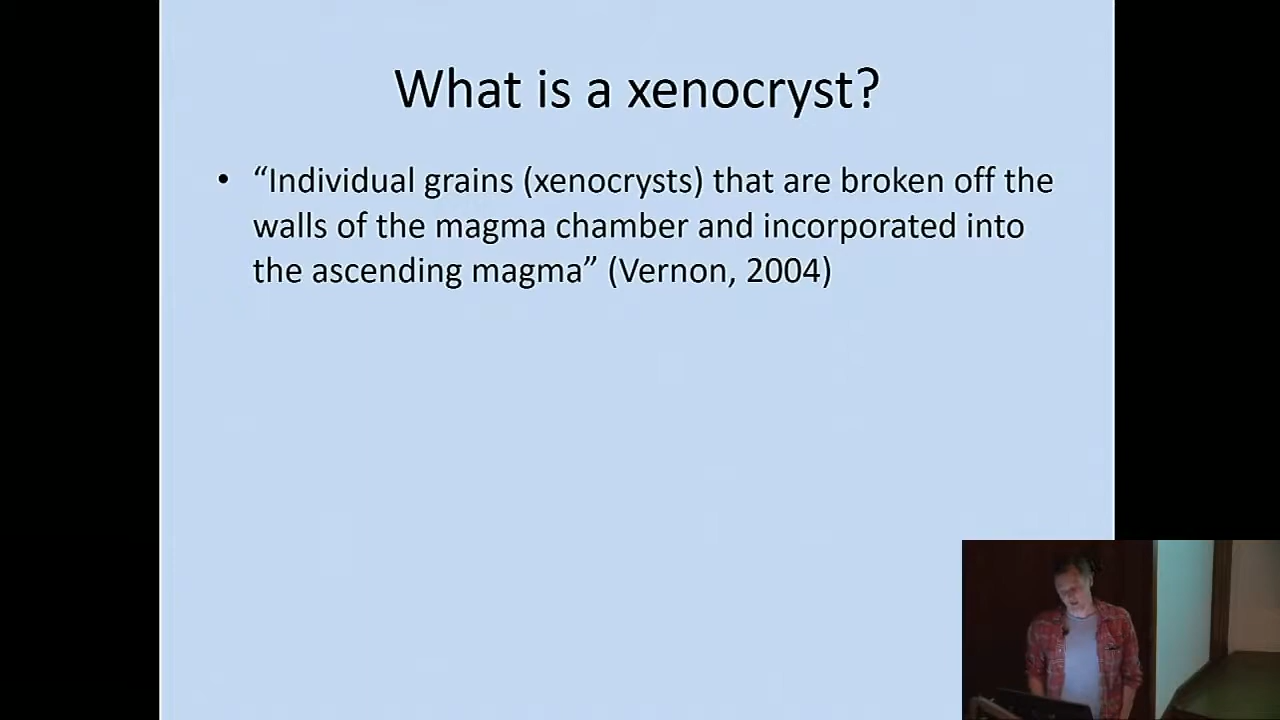 What is a xenocryst?
• “Individual grains (xenocrysts) that are broken off the
walls of the magma chamber and incorporated into
the ascending magma” (Vernon, 2004)